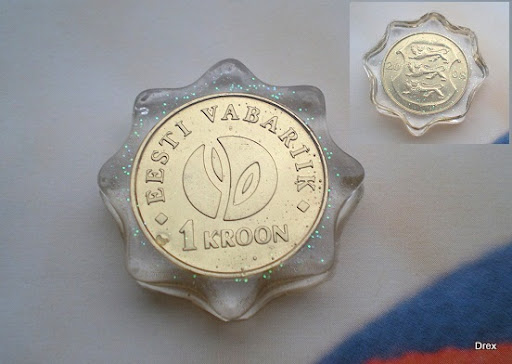 EESTI VABARIIK
1 KROON
Drex